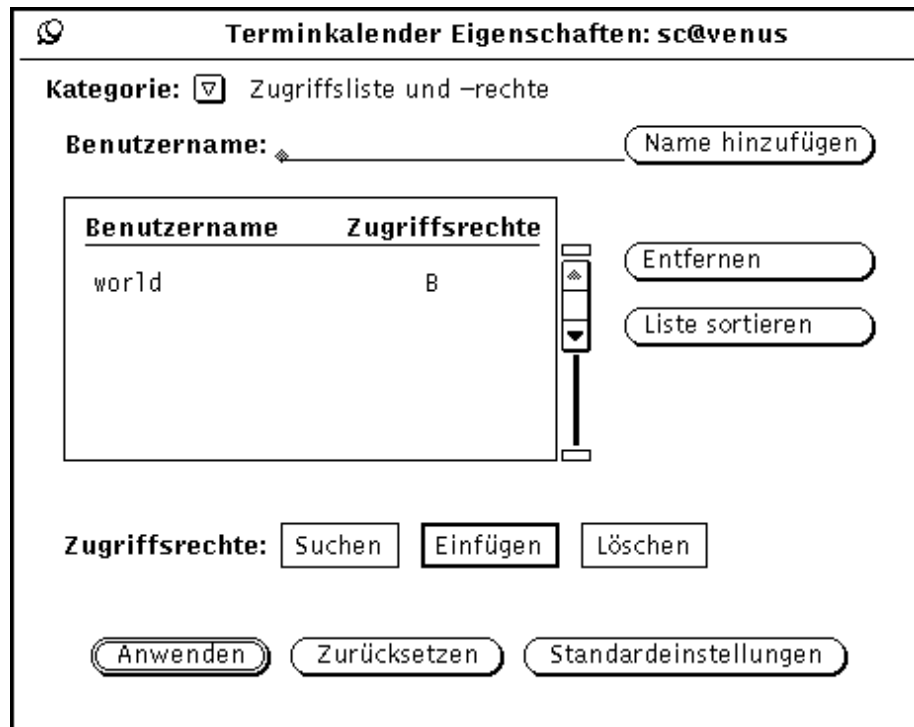 Terminkalender Eigenschaften: sc@venus
Kategorie: Zugriffsliste und –rechte
Benutzername: Name hinzufügen
Benutzername Zugriffsrechte
world B
Entfernen
Liste sortieren
Zugriffsrechte: Suchen Einfügen Löschen
Anwenden Zurücksetzen Standardeinstellungen